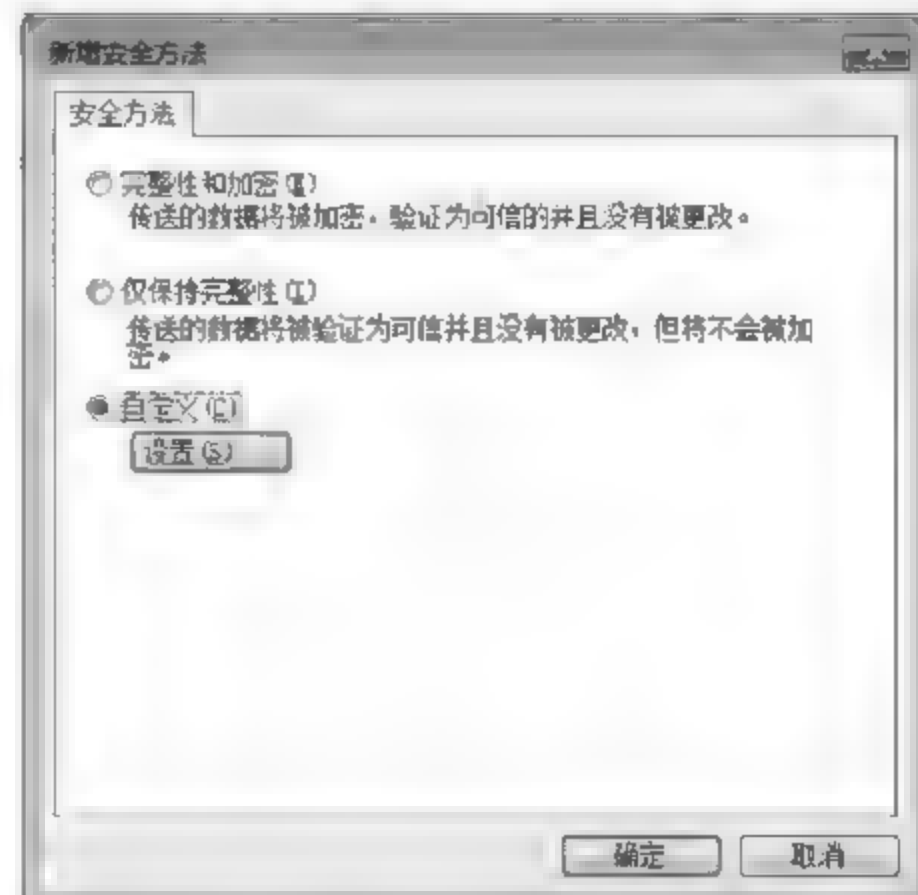 新增安全方法
安全方法
完整性和加密(E)
传送的数据将被加密,验证为可信的并且没有被更改。
仅保持完整性(I)
传送的数据将被验证为可信并且没有被更改,但将不会被加
密。
自定义(C)
设置(S)
确定
取消